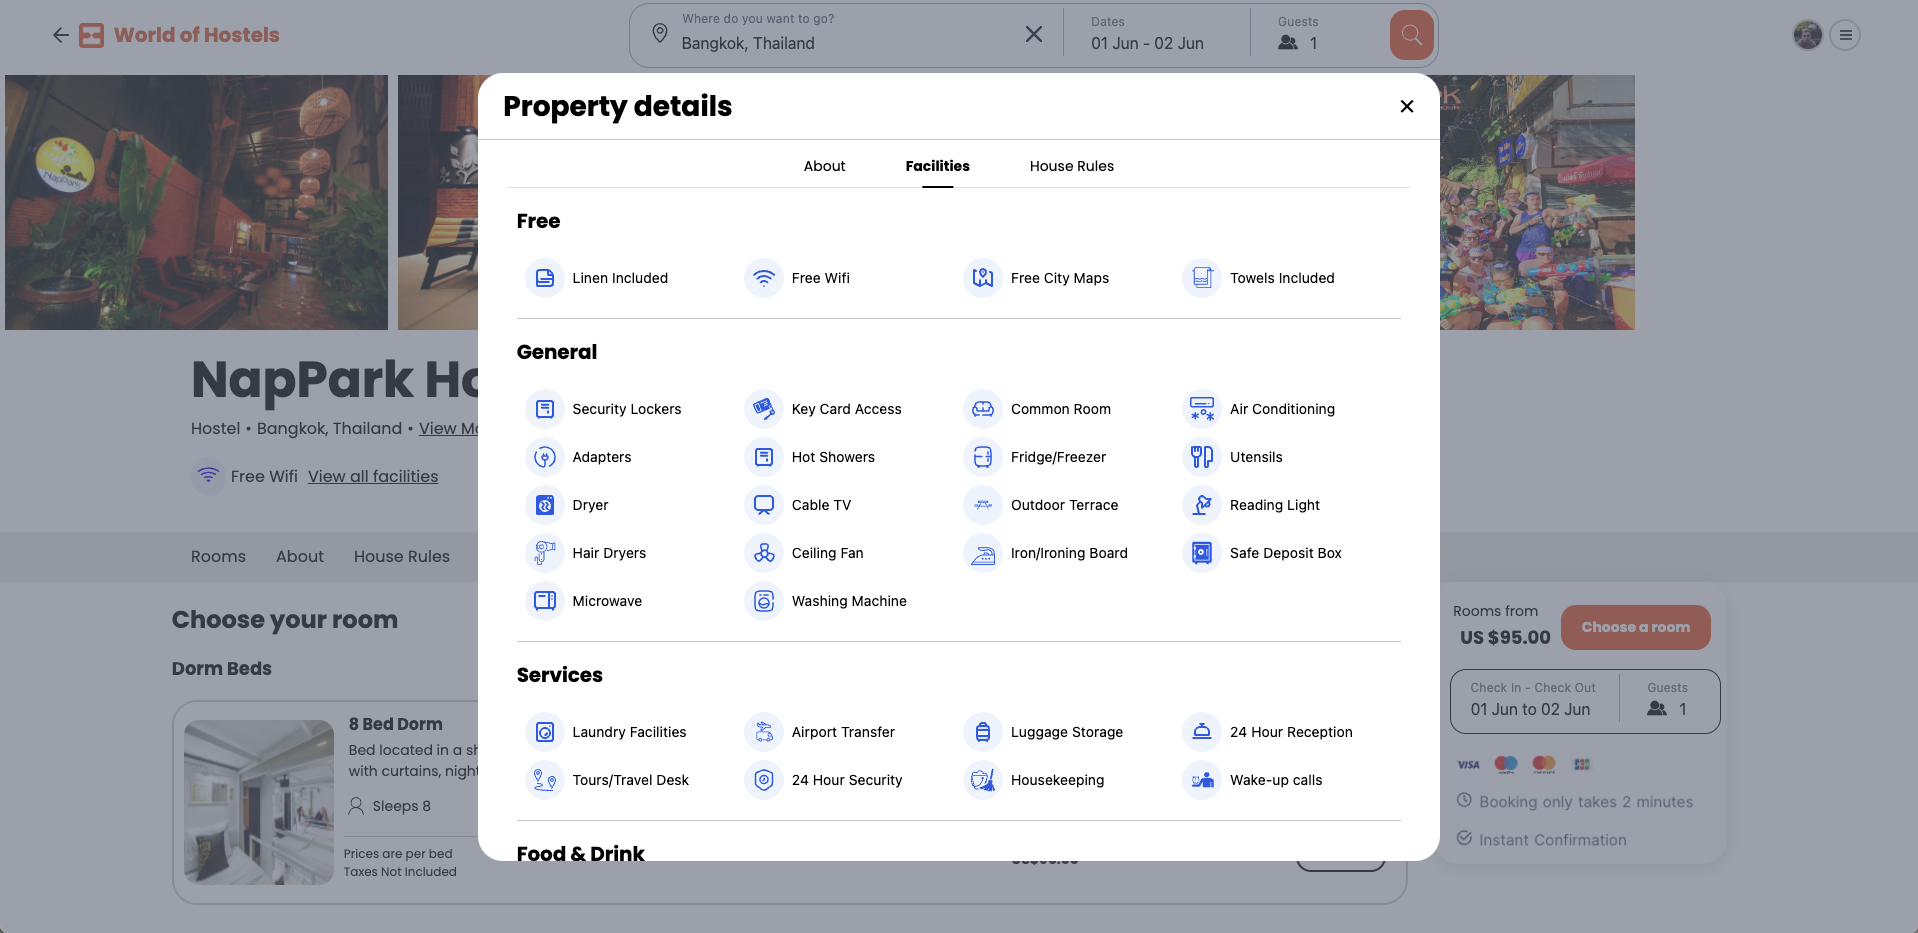 World of Hostels
Where do you want to go?
Bangkok, Thailand
Dates
01 Jun - 02 Jun
Guests
1
NapPark
Property details
About
Facilities
House Rules
Free
Linen Included
Free Wifi
Free City Maps
Towels Included
General
Security Lockers
Key Card Access
Common Room
Air Conditioning
Adapters
Hot Showers
Fridge/Freezer
Utensils
Dryer
Cable TV
Outdoor Terrace
Reading Light
Hair Dryers
Ceiling Fan
Iron/Ironing Board
Safe Deposit Box
Microwave
Washing Machine
Services
Laundry Facilities
Airport Transfer
Luggage Storage
24 Hour Reception
Tours/Travel Desk
24 Hour Security
Housekeeping
Wake-up calls
Food & Drink
NapPark Ho
Hostel • Bangkok, Thailand • View Ma
Free Wifi View all facilities
Rooms
About
House Rules
Choose your room
Dorm Beds
8 Bed Dorm
Bed located in a sh
with curtains, night
Sleeps 8
Prices are per bed
Taxes Not Included
Rooms from
US $95.00
Choose a room
Check In - Check Out
01 Jun to 02 Jun
Guests
1
VISA
Booking only takes 2 minutes
Instant Confirmation